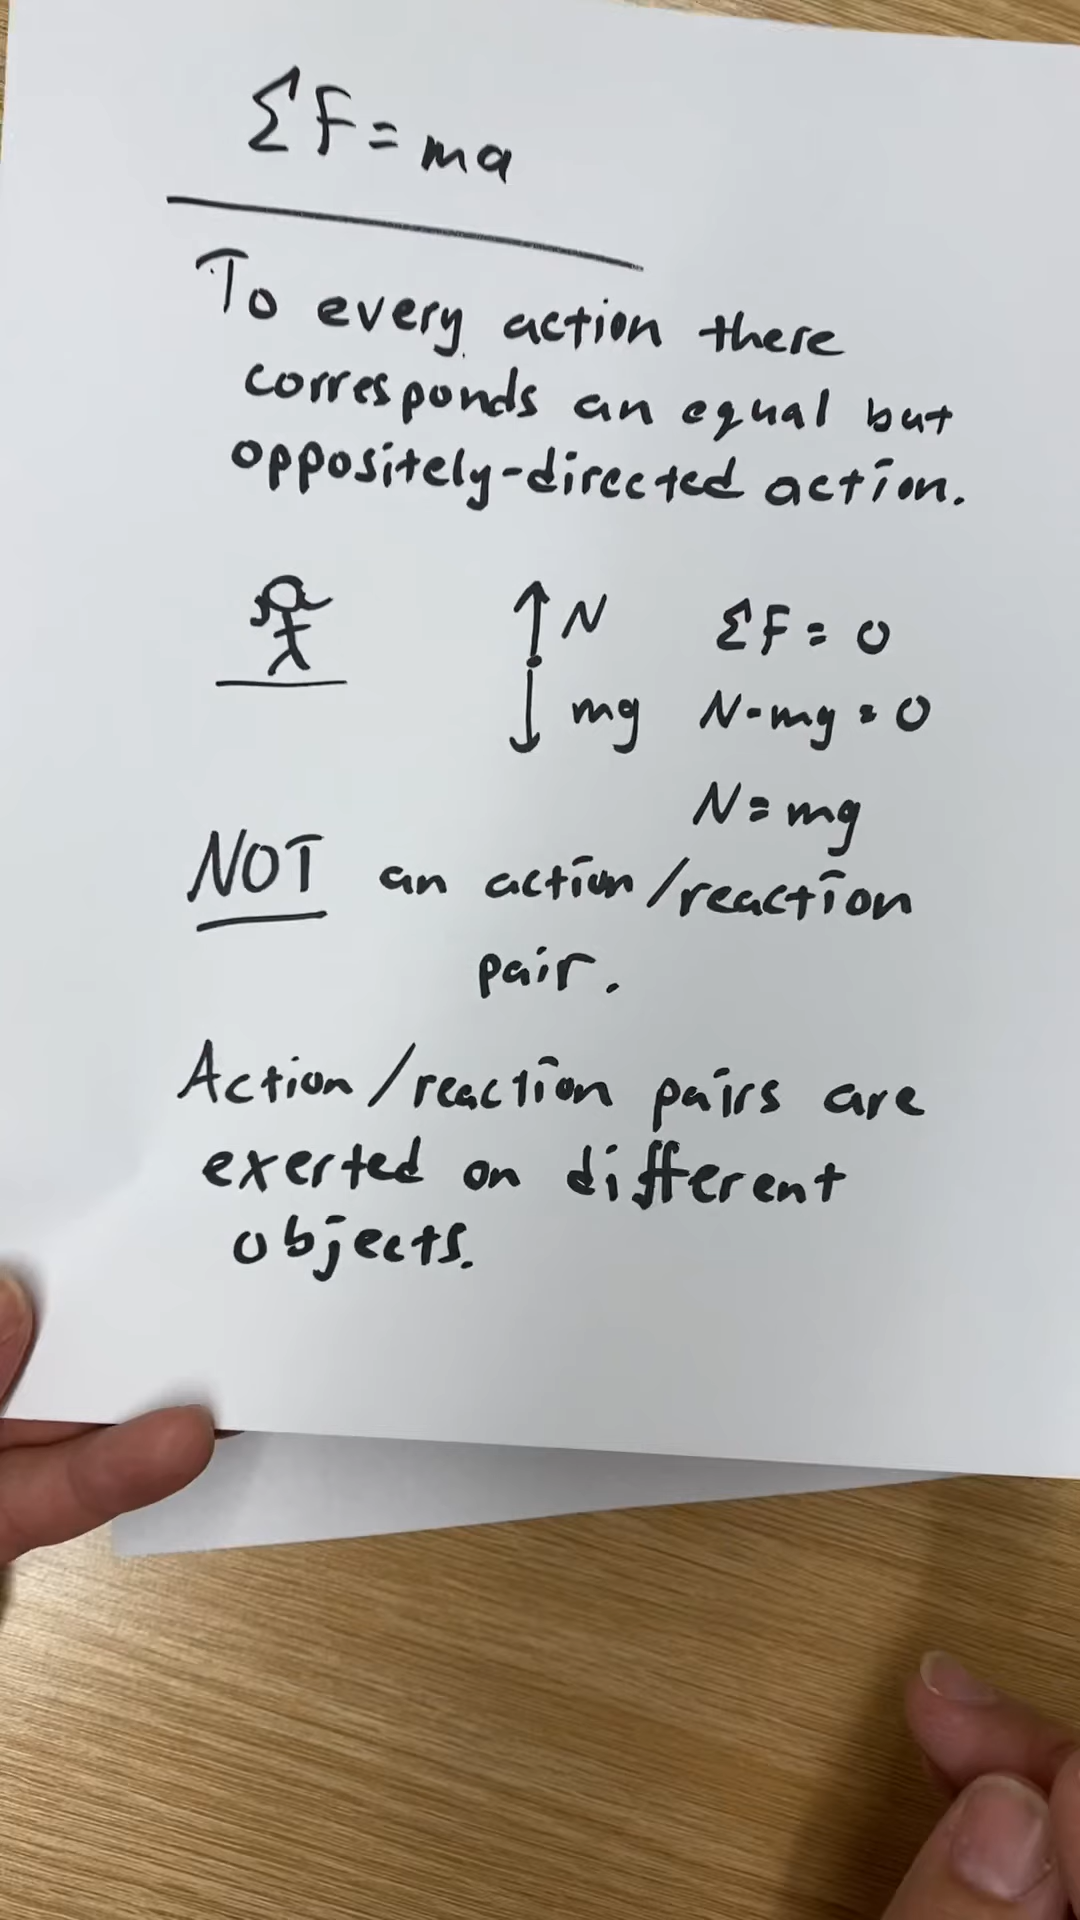 ΣF = ma
To every action there
corresponds an equal but
oppositely-directed action.
N
mg
ΣF = 0
N - mg = 0
N = mg
NOT an action/reaction
pair.
Action/reaction pairs are
exerted on different
objects.